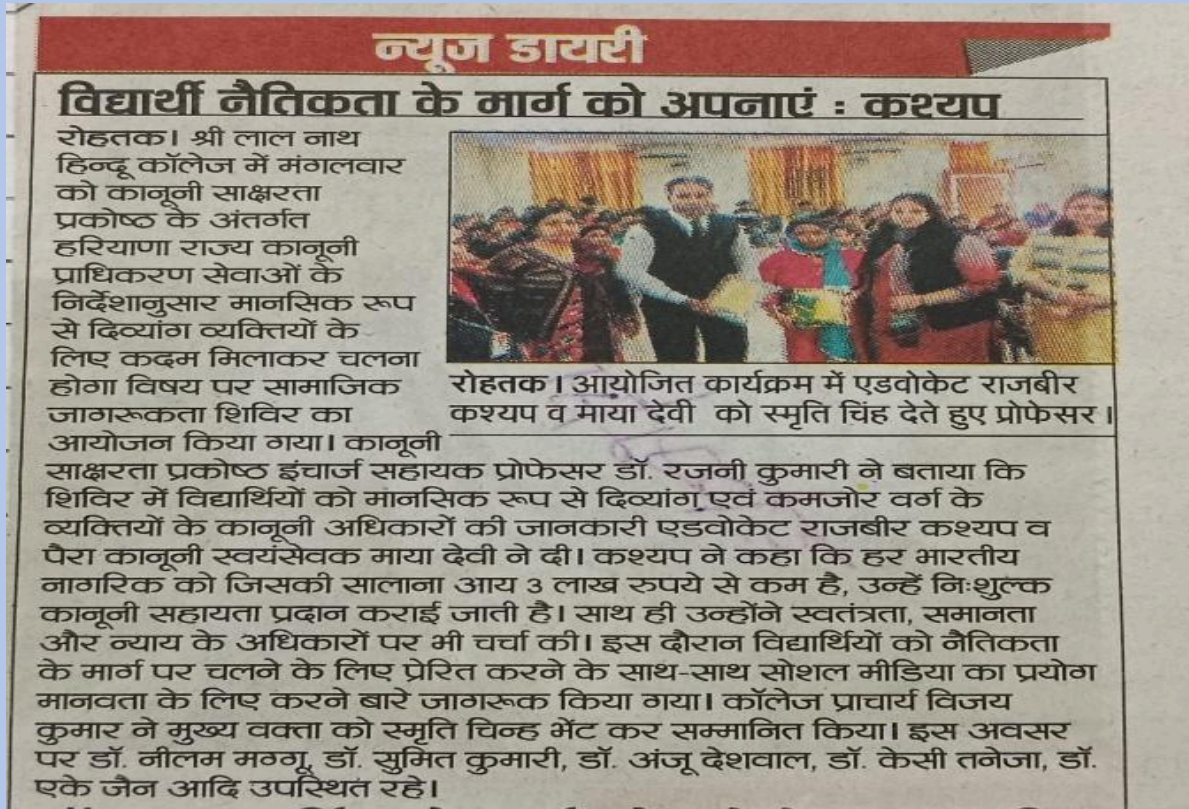 न्यूज डायरी
विद्यार्थी नैतिकता के मार्ग को अपनाएं : कश्यप
रोहतक। श्री लाल नाथ
हिन्दू कॉलेज में मंगलवार
को कानूनी साक्षरता
प्रकोष्ठ के अंतर्गत
हरियाणा राज्य कानूनी
प्राधिकरण सेवाओं के
निर्देशानुसार मानसिक रूप
से दिव्यांग व्यक्तियों के
लिए कदम मिलाकर चलना
होगा विषय पर सामाजिक
जागरूकता शिविर का
आयोजन किया गया। कानूनी
साक्षरता प्रकोष्ठ इंचार्ज सहायक प्रोफेसर डॉ. रजनी कुमारी ने बताया कि
शिविर में विद्यार्थियों को मानसिक रूप से दिव्यांग एवं कमजोर वर्ग के
व्यक्तियों के कानूनी अधिकारों की जानकारी एडवोकेट राजबीर कश्यप व
पैरा कानूनी स्वयंसेवक माया देवी ने दी। कश्यप ने कहा कि हर भारतीय
नागरिक को जिसकी सालाना आय 3 लाख रुपये से कम है, उन्हें निःशुल्क
कानूनी सहायता प्रदान कराई जाती है। साथ ही उन्होंने स्वतंत्रता, समानता
और न्याय के अधिकारों पर भी चर्चा की। इस दौरान विद्यार्थियों को नैतिकता
के मार्ग पर चलने के लिए प्रेरित करने के साथ-साथ सोशल मीडिया का प्रयोग
मानवता के लिए करने बारे जागरूक किया गया। कॉलेज प्राचार्य विजय
कुमार ने मुख्य वक्ता को स्मृति चिन्ह भेंट कर सम्मानित किया। इस अवसर
पर डॉ. नीलम मग्गू, डॉ. सुमित कुमारी, डॉ. अंजू देशवाल, डॉ. केसी तनेजा, डॉ.
एके जैन आदि उपस्थित रहे।
रोहतक। आयोजित कार्यक्रम में एडवोकेट राजबीर
कश्यप व माया देवी को स्मृति चिंह देते हुए प्रोफेसर।